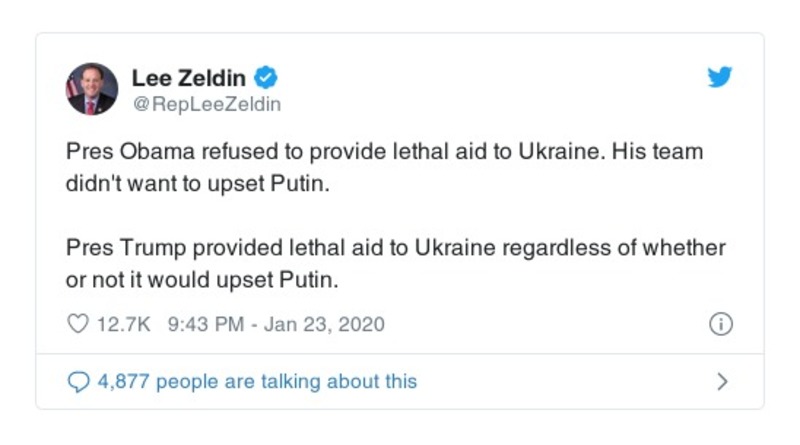 Lee Zeldin
@RepLeeZeldin
Pres Obama refused to provide lethal aid to Ukraine. His team
didn't want to upset Putin.
Pres Trump provided lethal aid to Ukraine regardless of whether
or not it would upset Putin.
12.7K 9:43 PM - Jan 23, 2020
4,877 people are talking about this